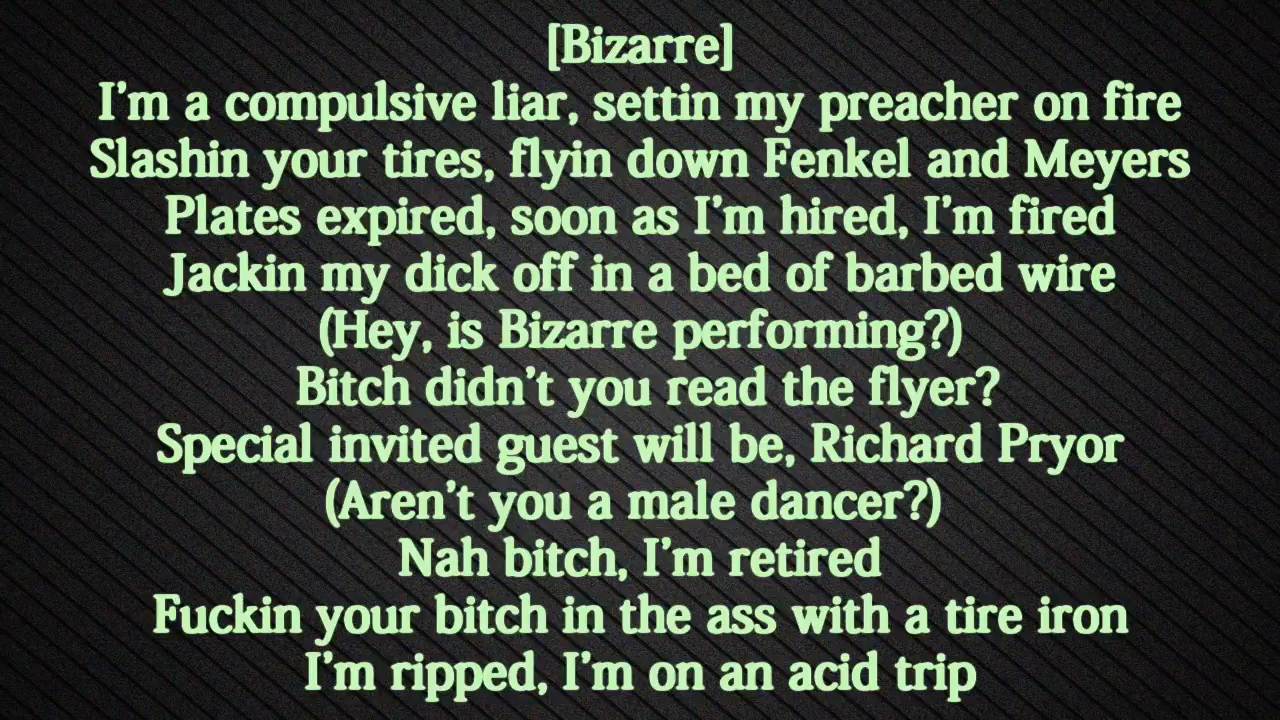 [Bizarre]
I'm a compulsive liar, settin my preacher on fire
Slashin your tires, flyin down Fenkel and Meyers
Plates expired, soon as I'm hired, I'm fired
Jackin my dick off in a bed of barbed wire
(Hey, is Bizarre performing?)
Bitch didn't you read the flyer?
Special invited guest will be, Richard Pryor
(Aren't you a male dancer?)
Nah bitch, I'm retired
Fuckin your bitch in the ass with a tire iron
I'm ripped, I'm on an acid trip